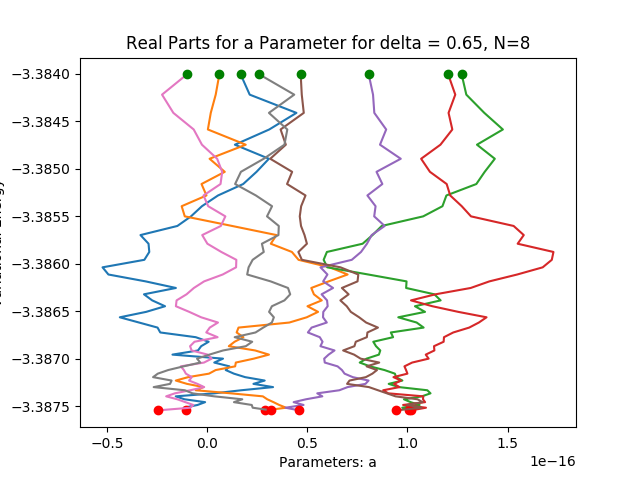 Real Parts for a Parameter for delta = 0.65, N=8
−3.3840
−3.3845
−3.3850
−3.3855
−3.3860
−3.3865
−3.3870
−3.3875
−0.5 0.0 0.5 1.0 1.5
1e−16
Parameters: a